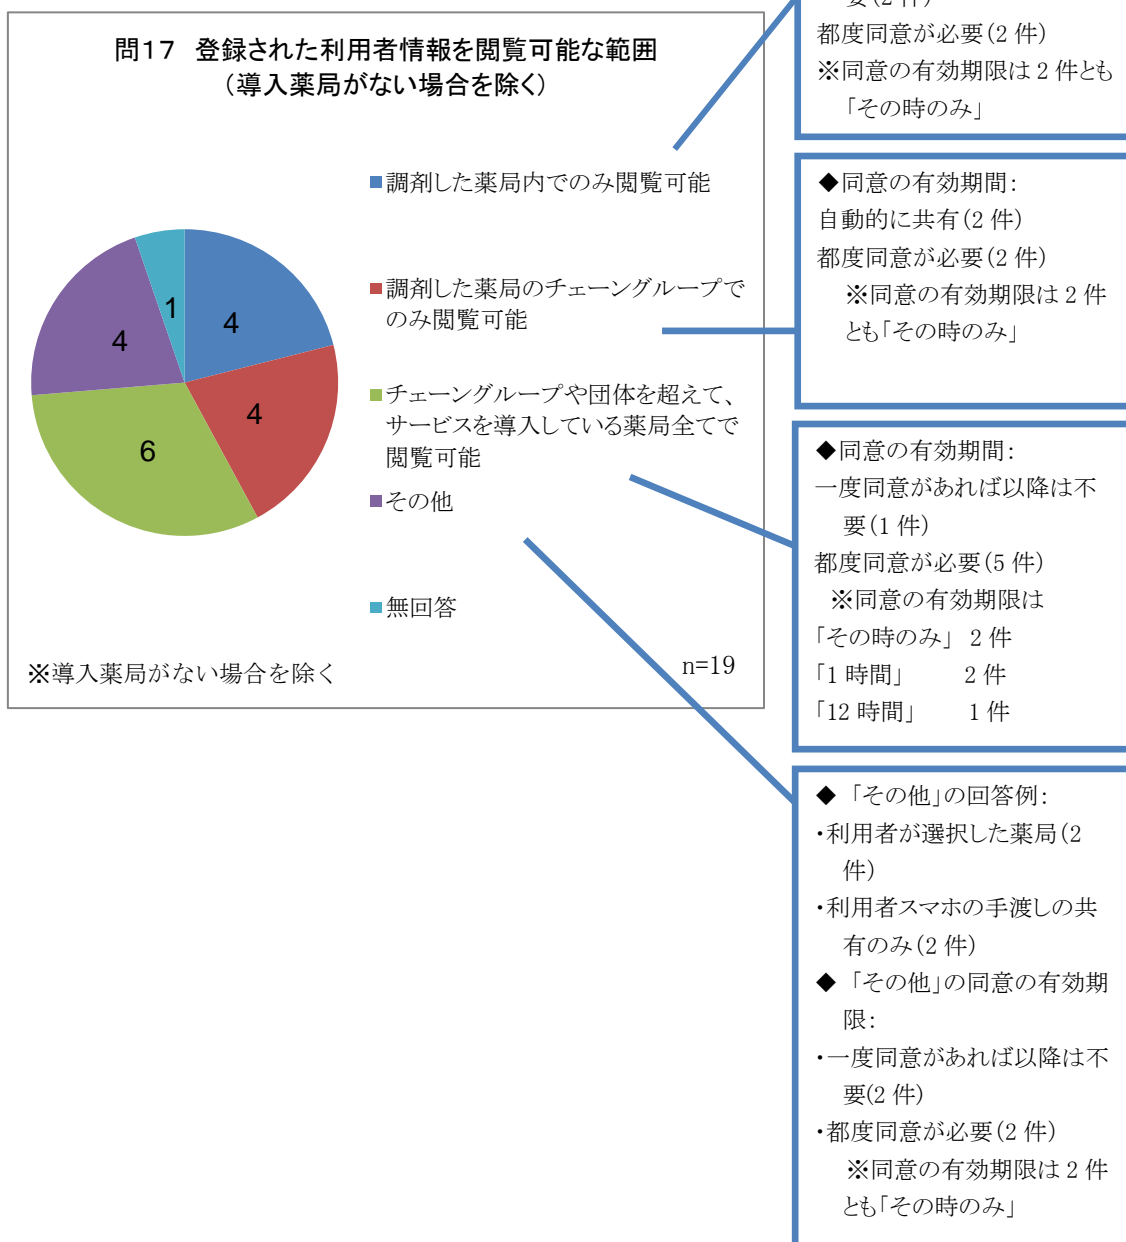 問17 登録された利用者情報を閲覧可能な範囲
(導入薬局がない場合を除く)
調剤した薬局内でのみ閲覧可能
調剤した薬局のチェーングループで
のみ閲覧可能
チェーングループや団体を超えて、
サービスを導入している薬局全てで
閲覧可能
その他
無回答
4
4
6
4
1
※導入薬局がない場合を除く
n=19
要(2 件)
都度同意が必要(2 件)
※同意の有効期限は 2 件とも
「その時のみ」
◆同意の有効期間:
自動的に共有(2 件)
都度同意が必要(2 件)
※同意の有効期限は 2 件
とも「その時のみ」
◆同意の有効期間:
一度同意があれば以降は不
要(1 件)
都度同意が必要(5 件)
※同意の有効期限は
「その時のみ」 2 件
「1 時間」 2 件
「12 時間」 1 件
◆「その他」の回答例:
・利用者が選択した薬局(2
件)
・利用者スマホの手渡しの共
有のみ(2 件)
◆「その他」の同意の有効期
限:
・一度同意があれば以降は不
要(2 件)
・都度同意が必要(2 件)
※同意の有効期限は 2 件
とも「その時のみ」